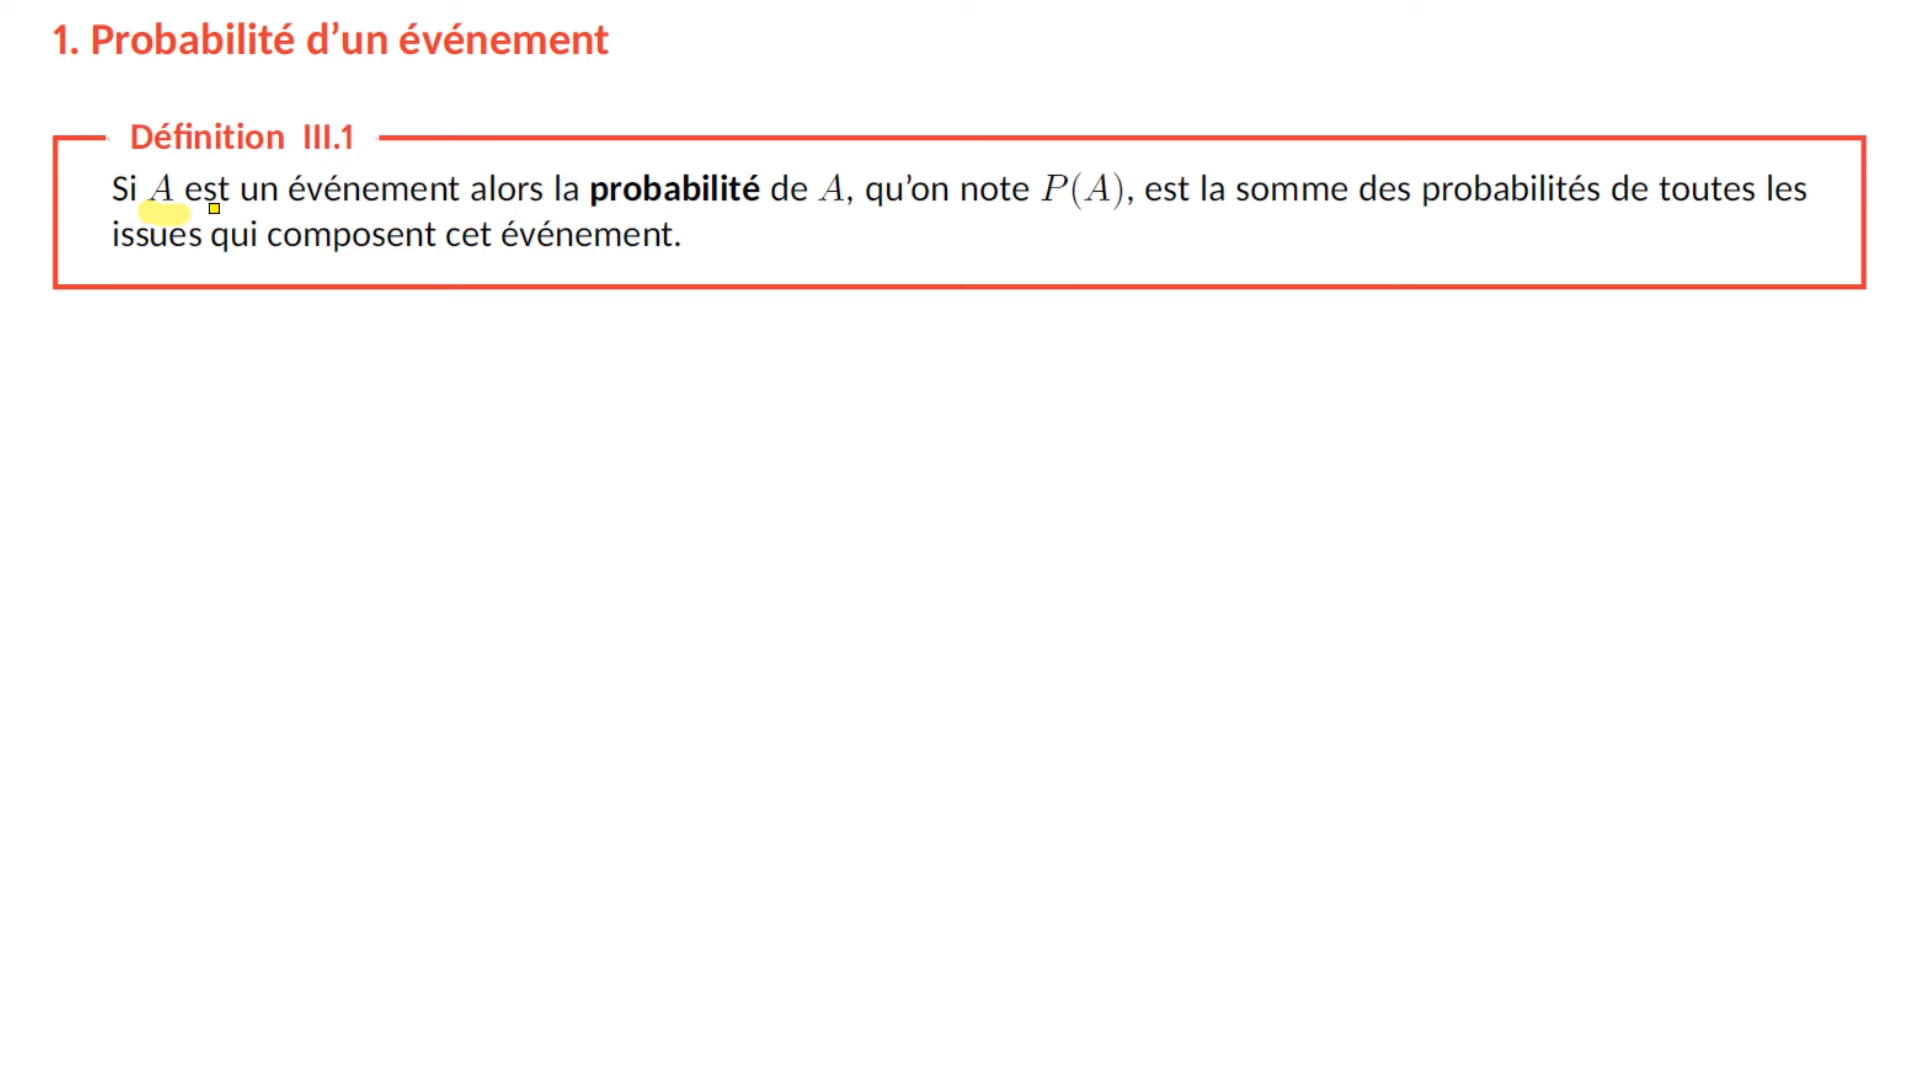 1. Probabilité d’un événement
Définition III.1
Si A est un événement alors la probabilité de A, qu’on note P(A), est la somme des probabilités de toutes les
issues qui composent cet événement.